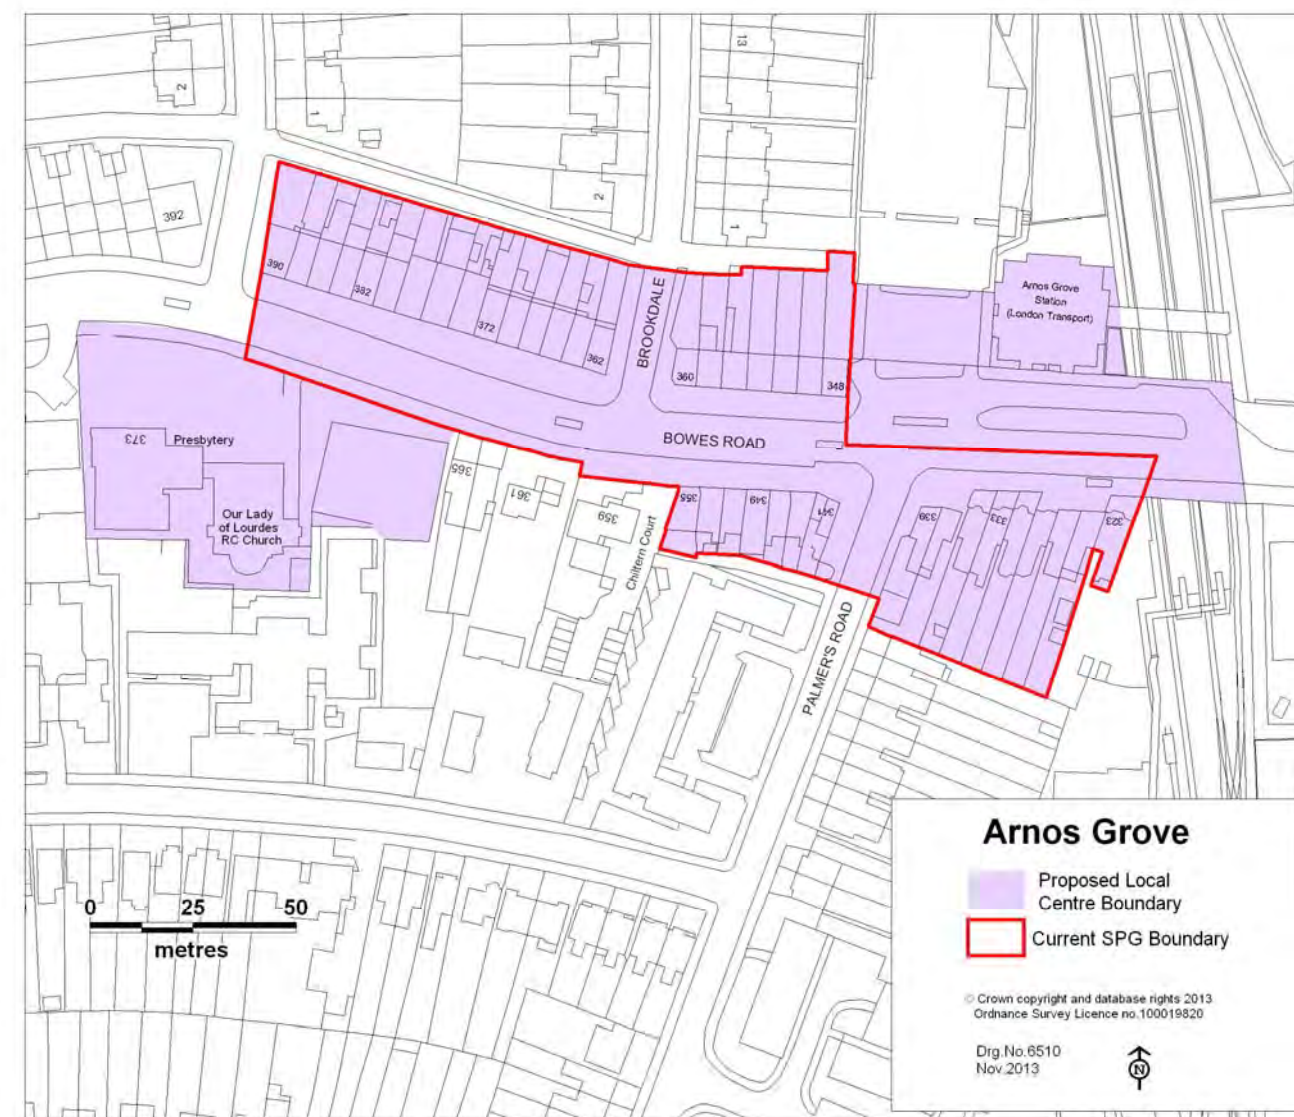 13
2
1
2
1
392
390
382
372
362
BROOKDALE
360
348
Arnos Grove
Station
(London Transport)
BOWES ROAD
373
Presbytery
Our Lady
of Lourdes
RC Church
365
361
359
Chiltern Court
355
349
341
339
333
323
PALMER'S ROAD
0 25 50
metres
Arnos Grove
Proposed Local
Centre Boundary
Current SPG Boundary
© Crown copyright and database rights 2013
Ordnance Survey Licence no.100019820
Drg.No.6510
Nov.2013
N